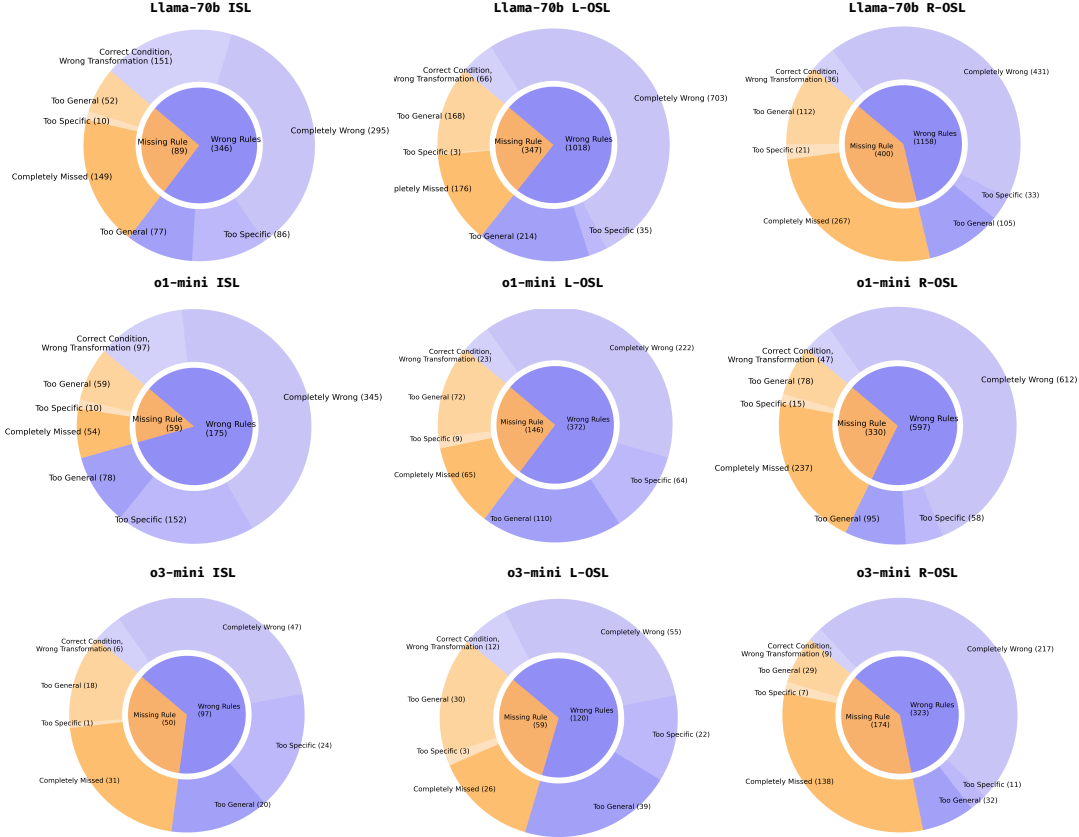 Llama-70b ISL
Correct Condition,
Wrong Transformation (151)
Too General (52)
Too Specific (10)
Completely Missed (149)
Too General (77)
Too Specific (86)
Completely Wrong (295)
Missing Rule
(89)
Wrong Rules
(346)
Llama-70b L-OSL
Correct Condition,
Wrong Transformation (66)
Too General (168)
Too Specific (3)
pletely Missed (176)
Too General (214)
Too Specific (35)
Completely Wrong (703)
Missing Rule
(347)
Wrong Rules
(1018)
Llama-70b R-OSL
Correct Condition,
Wrong Transformation (36)
Too General (112)
Too Specific (21)
Completely Missed (267)
Too General (105)
Too Specific (33)
Completely Wrong (431)
Missing Rule
(400)
Wrong Rules
(1158)
o1-mini ISL
Correct Condition,
Wrong Transformation (97)
Too General (59)
Too Specific (10)
Completely Missed (54)
Too General (78)
Too Specific (152)
Completely Wrong (345)
Missing Rule
(59)
Wrong Rules
(175)
o1-mini L-OSL
Correct Condition,
Wrong Transformation (23)
Too General (72)
Too Specific (9)
Completely Missed (65)
Too General (110)
Too Specific (64)
Completely Wrong (222)
Missing Rule
(146)
Wrong Rules
(372)
o1-mini R-OSL
Correct Condition,
Wrong Transformation (47)
Too General (78)
Too Specific (15)
Completely Missed (237)
Too General (95)
Too Specific (58)
Completely Wrong (612)
Missing Rule
(330)
Wrong Rules
(597)
o3-mini ISL
Correct Condition,
Wrong Transformation (6)
Too General (18)
Too Specific (1)
Completely Missed (31)
Too General (20)
Too Specific (24)
Completely Wrong (47)
Missing Rule
(50)
Wrong Rules
(97)
o3-mini L-OSL
Correct Condition,
Wrong Transformation (12)
Too General (30)
Too Specific (3)
Completely Missed (26)
Too General (39)
Too Specific (22)
Completely Wrong (55)
Missing Rule
(59)
Wrong Rules
(120)
o3-mini R-OSL
Correct Condition,
Wrong Transformation (9)
Too General (29)
Too Specific (7)
Completely Missed (138)
Too General (32)
Too Specific (11)
Completely Wrong (217)
Missing Rule
(174)
Wrong Rules
(323)